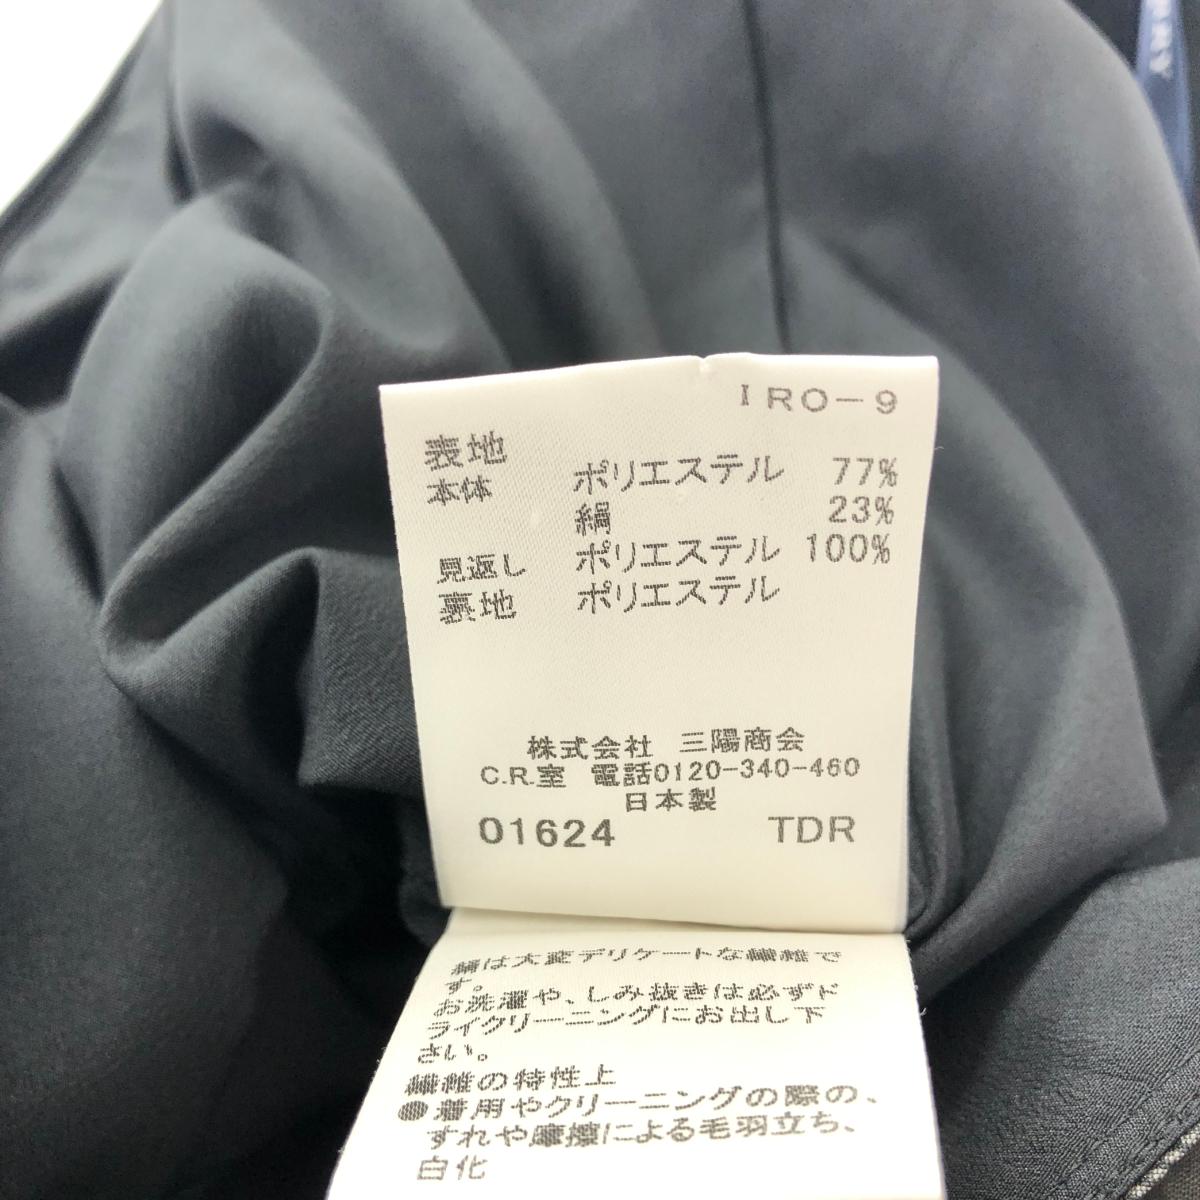 IRO-9
表地
本体 ポリエステル 77%
絹 23%
見返し ポリエステル 100%
裏地 ポリエステル
株式会社 三陽商会
C.R.室 電話0120-340-460
日本製
01624 TDR
絹は大変デリケートな繊維で
す。
お洗濯や、しみ抜きは必ずド
ライクリーニングにお出し下
さい。
繊維の特性上
●着用やクリーニングの際の、
すれや摩擦による毛羽立ち、
白化